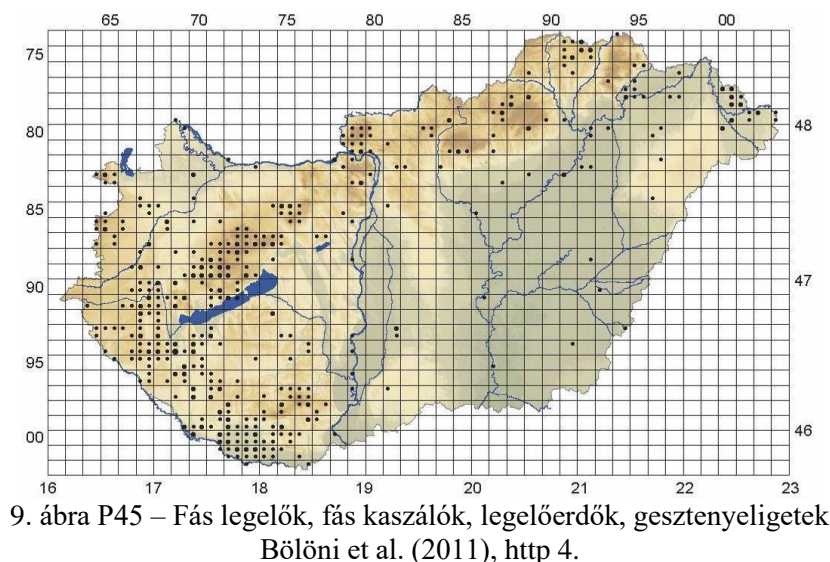 65 70 75 80 85 90 95 00
75
80
85
90
95
00
48
47
46
16 17 18 19 20 21 22 23
9. ábra P45 – Fás legelők, fás kaszálók, legelőerdők, gesztenyeligetek
Bölöni et al. (2011), http 4.